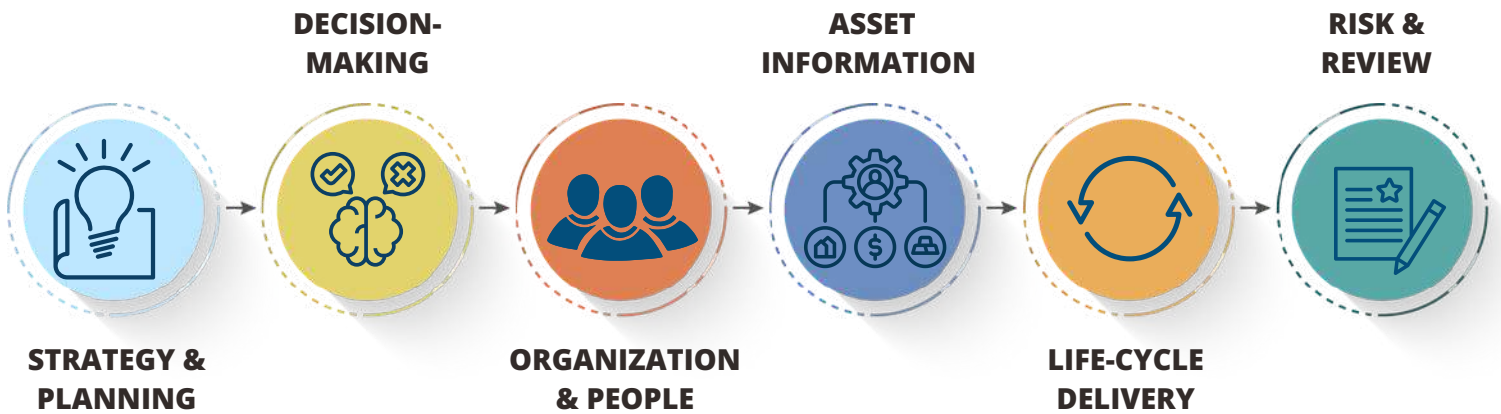 STRATEGY &
PLANNING
DECISION-
MAKING
ORGANIZATION
& PEOPLE
ASSET
INFORMATION
$
LIFE-CYCLE
DELIVERY
RISK &
REVIEW